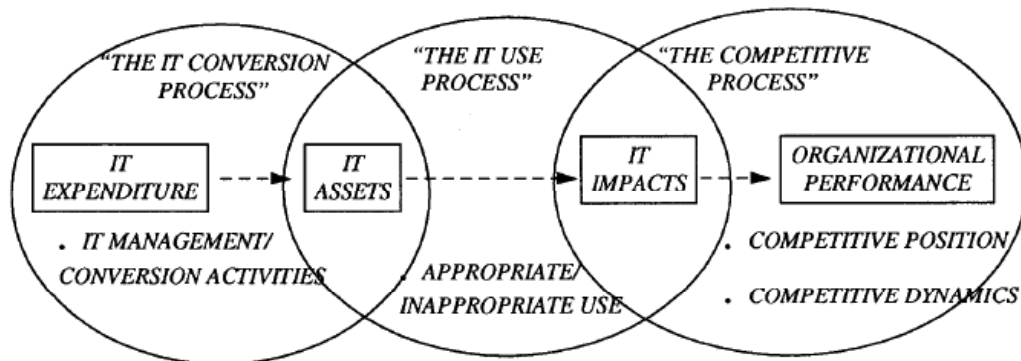 "THE IT CONVERSION
PROCESS"
"THE IT USE
PROCESS"
"THE COMPETITIVE
PROCESS"
IT
EXPENDITURE
IT
ASSETS
IT
IMPACTS
ORGANIZATIONAL
PERFORMANCE
. IT MANAGEMENT/
CONVERSION ACTIVITIES
. APPROPRIATE/
INAPPROPRIATE USE
. COMPETITIVE POSITION
. COMPETITIVE DYNAMICS